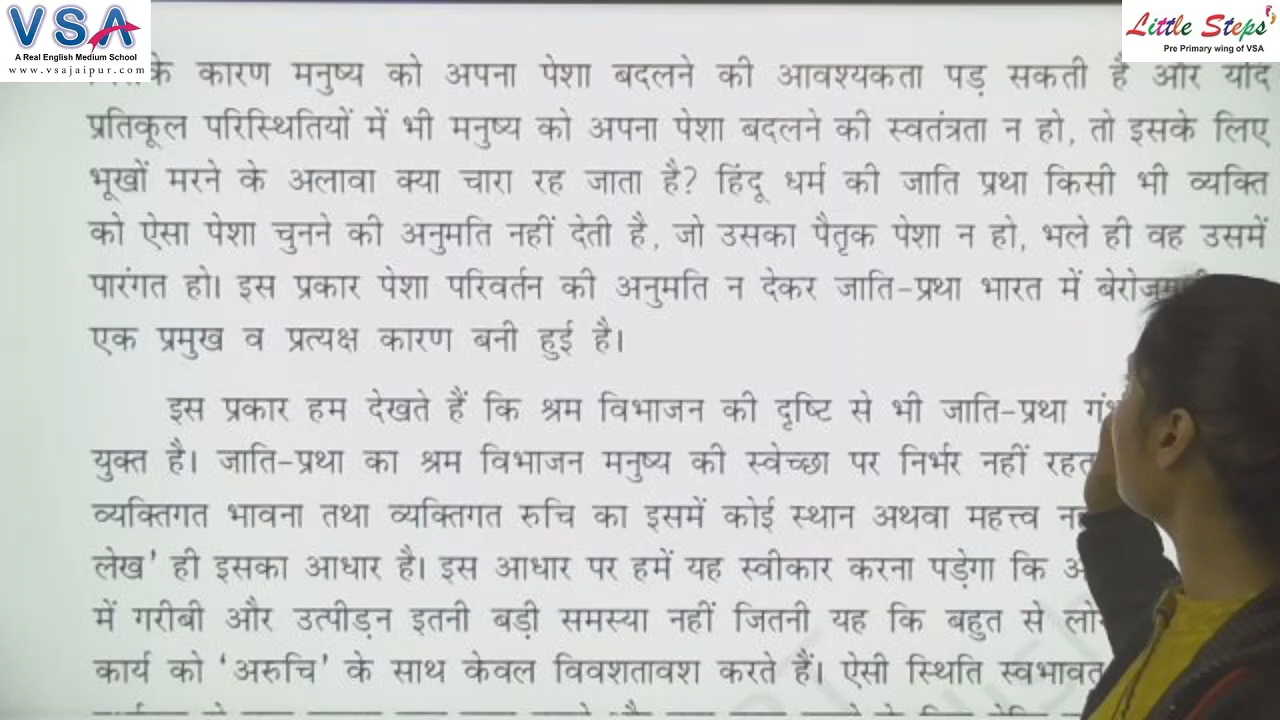 VSA
A Real English Medium School
www.vsajaipur.com
Little Steps
Pre Primary wing of VSA
कारण मनुष्य को अपना पेशा बदलने की आवश्यकता पड़ सकती है और यदि
प्रतिकूल परिस्थितियों में भी मनुष्य को अपना पेशा बदलने की स्वतंत्रता न हो, तो इसके लिए
भूखों मरने के अलावा क्या चारा रह जाता है? हिंदू धर्म की जाति प्रथा किसी भी व्यक्ति
को ऐसा पेशा चुनने की अनुमति नहीं देती है, जो उसका पैतृक पेशा न हो, भले ही वह उसमें
पारंगत हो। इस प्रकार पेशा परिवर्तन की अनुमति न देकर जाति-प्रथा भारत में
एक प्रमुख व प्रत्यक्ष कारण बनी हुई है।
इस प्रकार हम देखते हैं कि श्रम विभाजन की दृष्टि से भी जाति-प्रथा
युक्त है। जाति-प्रथा का श्रम विभाजन मनुष्य की स्वेच्छा पर निर्भर नहीं
व्यक्तिगत भावना तथा व्यक्तिगत रुचि का इसमें कोई स्थान अथवा महत्त्व
लेख’ ही इसका आधार है। इस आधार पर हमें यह स्वीकार करना पड़ेगा कि
में गरीबी और उत्पीड़न इतनी बड़ी समस्या नहीं जितनी यह कि बहुत से
कार्य को ‘अरुचि’ के साथ केवल विवशतावश करते हैं। ऐसी स्थिति